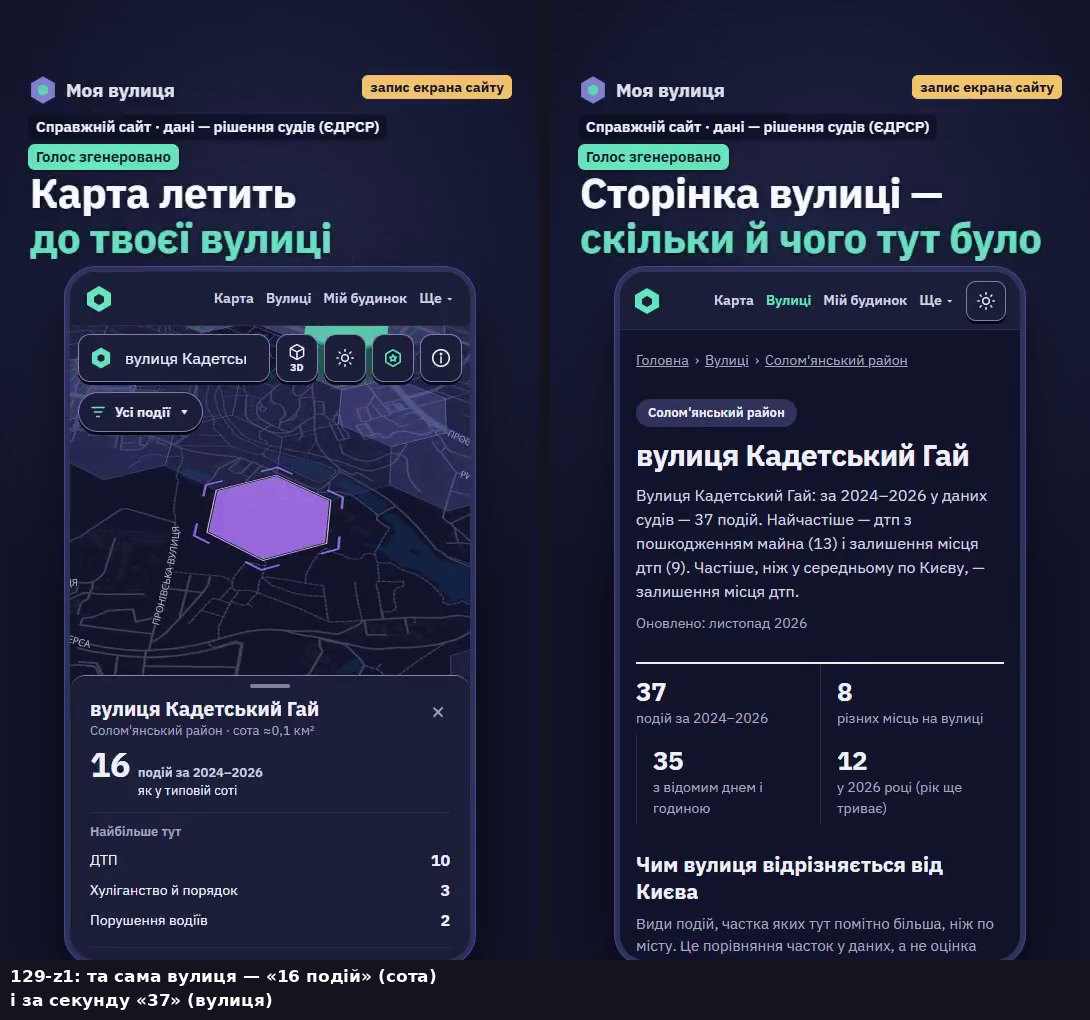 Моя вулиця
запис екрана сайту
Справжній сайт · дані — рішення судів (ЄДРСР)
Голос згенеровано
Карта летить
до твоєї вулиці
Карта Вулиці Мій будинок Ще
вулиця Кадетсы
3D
Усі події
ПРОНІВСЬКА ВУЛИЦЯ
ЕРСА
вулиця Кадетський Гай
Солом'янський район · сота ≈0,1 км²
16 подій за 2024–2026
як у типовій соті
Найбільше тут
ДТП 10
Хуліганство й порядок 3
Порушення водіїв 2
Моя вулиця
запис екрана сайту
Справжній сайт · дані — рішення судів (ЄДРСР)
Голос згенеровано
Сторінка вулиці —
скільки й чого тут було
Карта Вулиці Мій будинок Ще
Головна › Вулиці › Солом'янський район
Солом'янський район
вулиця Кадетський Гай
Вулиця Кадетський Гай: за 2024–2026 у даних
судів — 37 подій. Найчастіше — дтп з
пошкодженням майна (13) і залишення місця
дтп (9). Частіше, ніж у середньому по Києву, —
залишення місця дтп.
Оновлено: листопад 2026
37
подій за 2024–2026
8
різних місць на вулиці
35
з відомим днем і
годиною
12
у 2026 році (рік ще
триває)
Чим вулиця відрізняється від
Києва
Види подій, частка яких тут помітно більша, ніж по
місту. Це порівняння часток у даних, а не оцінка
129-z1: та сама вулиця — «16 подій» (сота)
і за секунду «37» (вулиця)